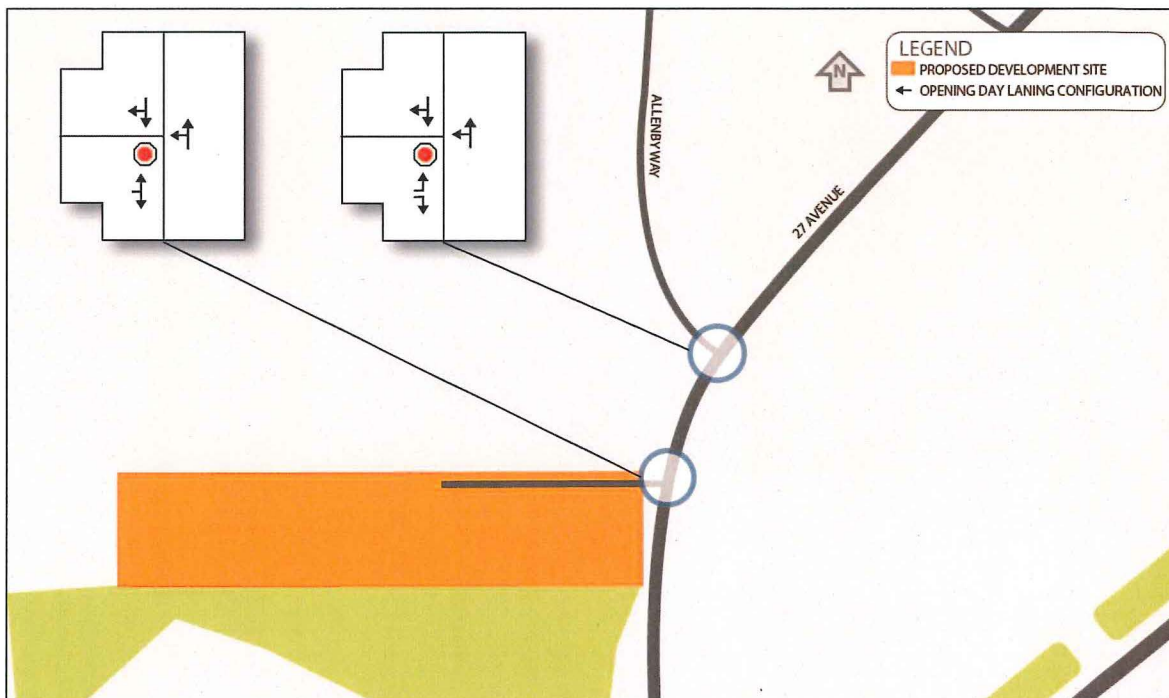 LEGEND
PROPOSED DEVELOPMENT SITE
OPENING DAY LANING CONFIGURATION
N
ALLENBY WAY
27 AVENUE